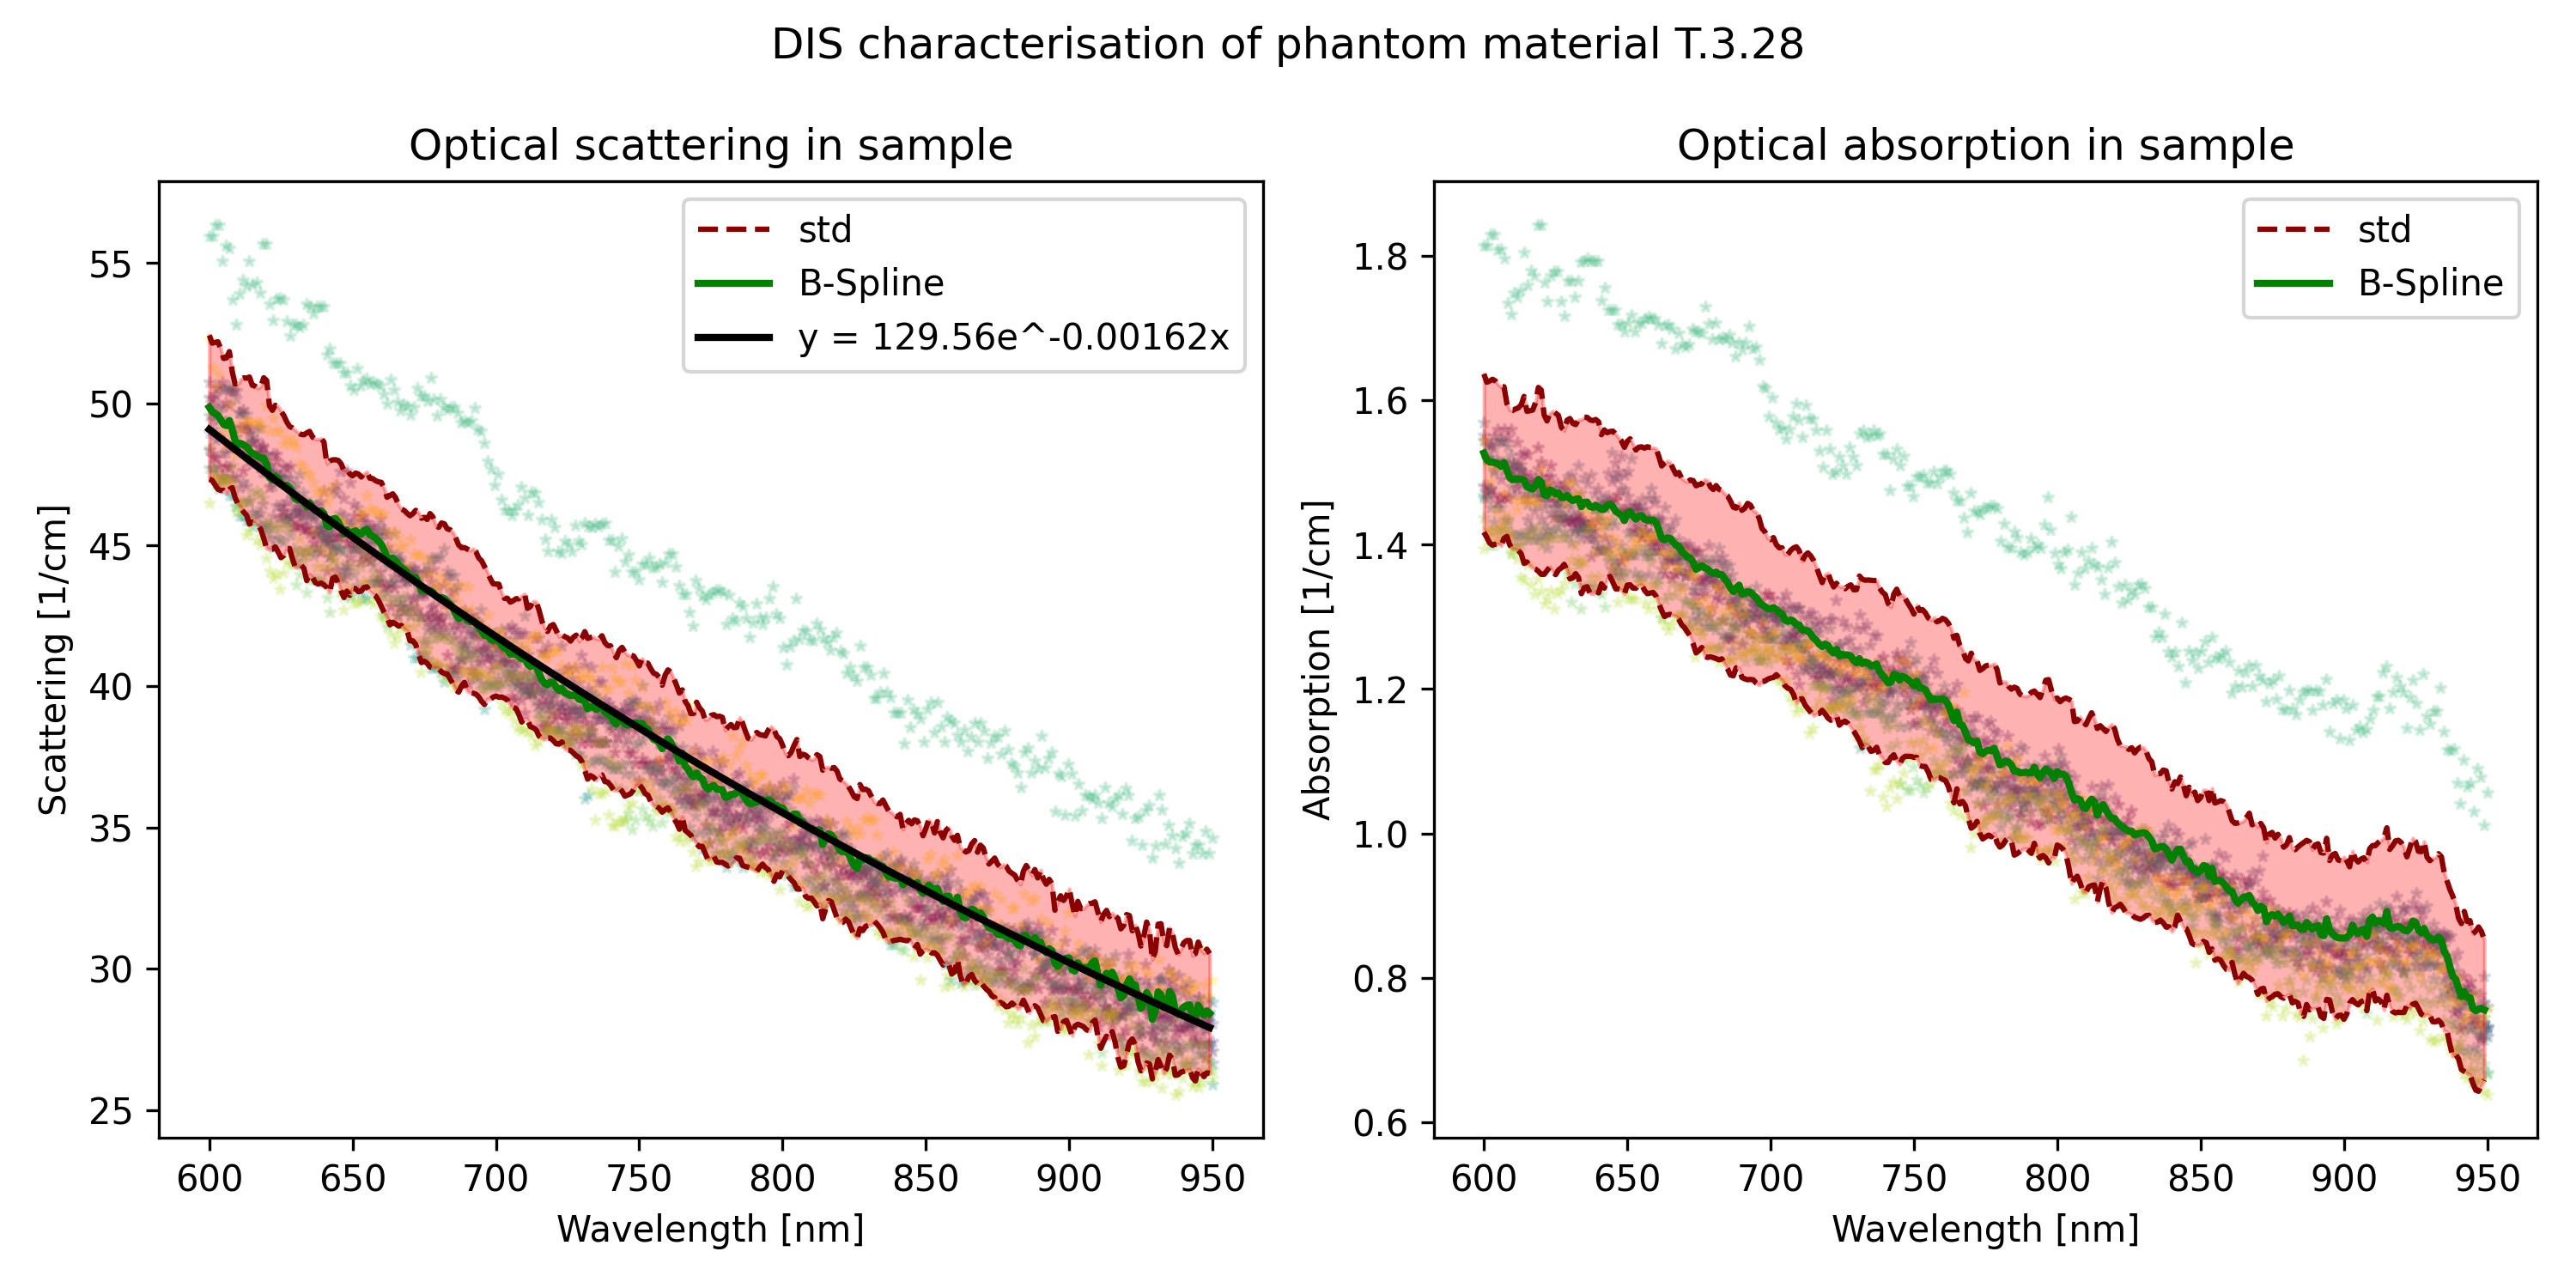 DIS characterisation of phantom material T.3.28
Optical scattering in sample
std
B-Spline
y = 129.56e^-0.00162x
55
50
45
40
35
30
25
Scattering [1/cm]
600 650 700 750 800 850 900 950
Wavelength [nm]
Optical absorption in sample
std
B-Spline
1.8
1.6
1.4
1.2
1.0
0.8
0.6
Absorption [1/cm]
600 650 700 750 800 850 900 950
Wavelength [nm]